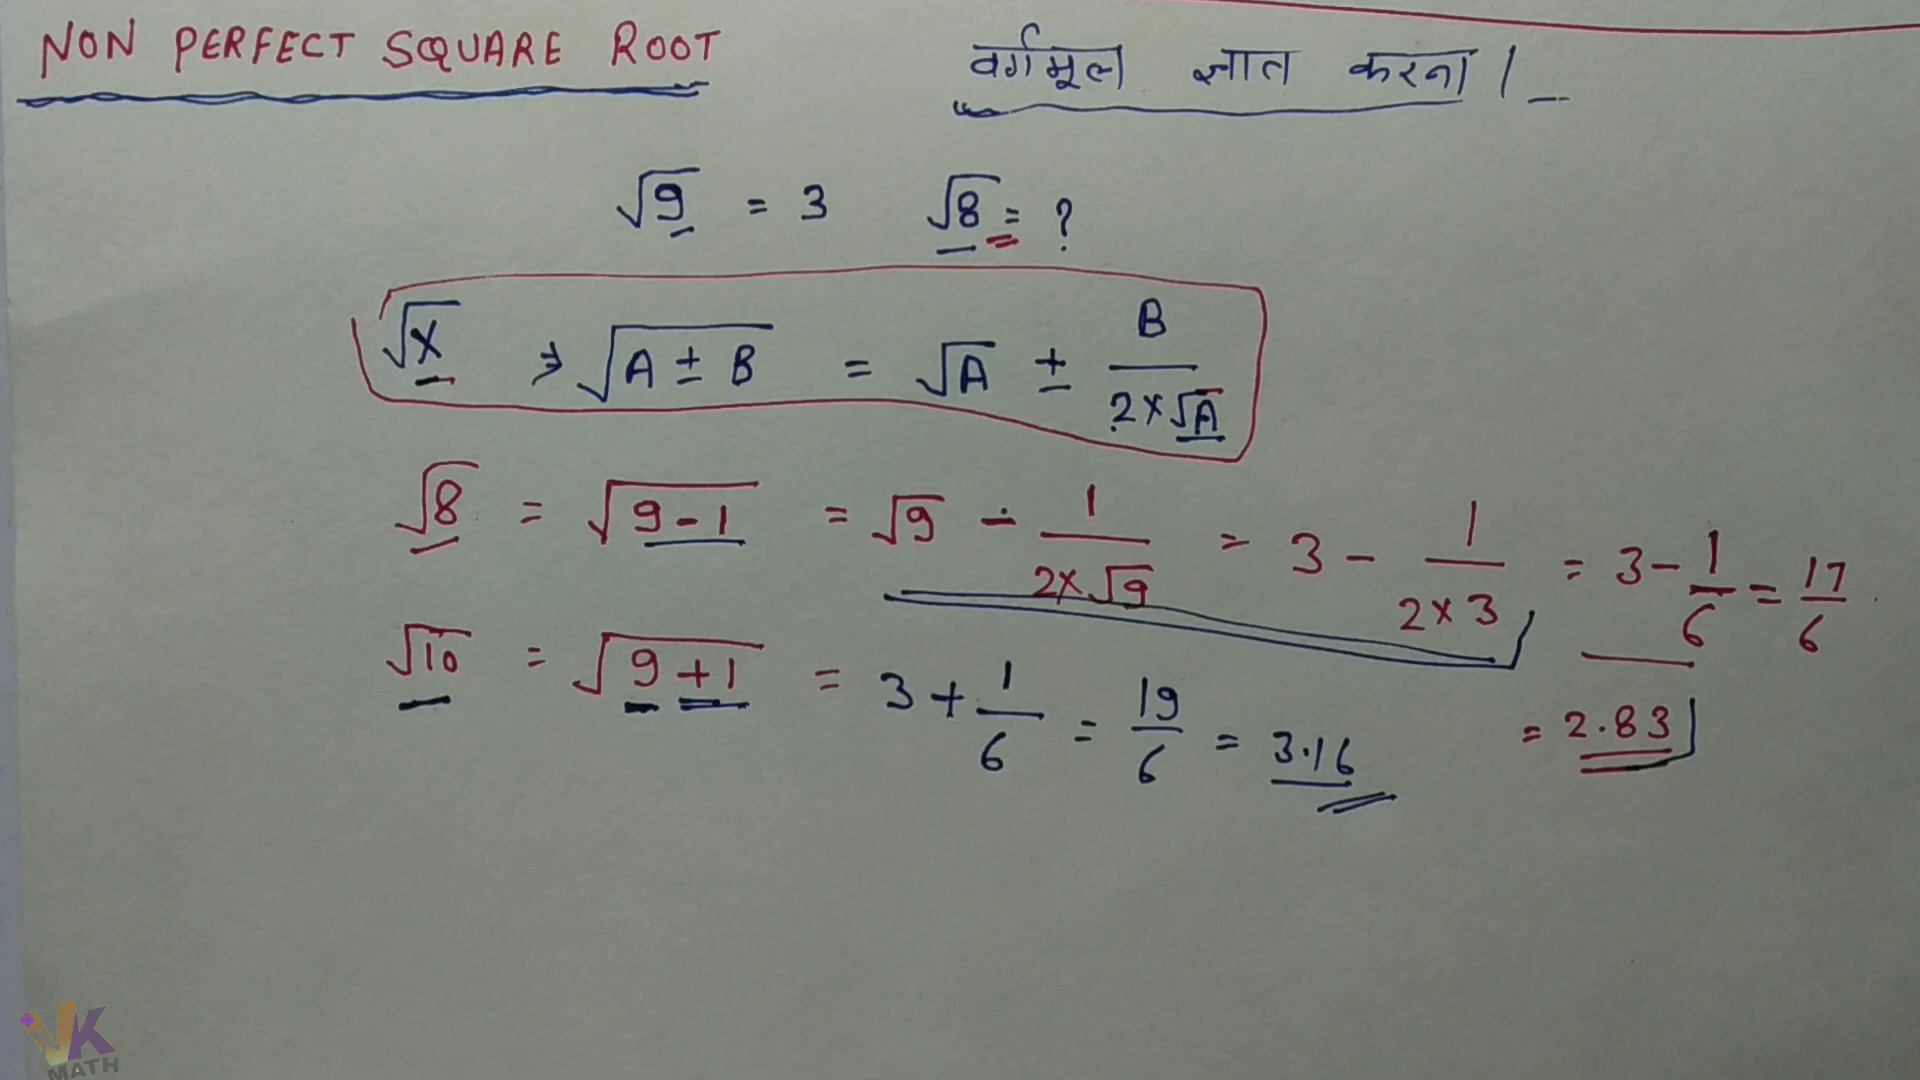 NON PERFECT SQUARE ROOT वर्गमूल ज्ञात करना।_
√9 = 3 √8 = ?
√X ⇒ √(A ± B) = √A ± B/(2×√A)
√8 = √(9-1) = √9 - 1/(2×√9) = 3 - 1/(2×3) = 3 - 1/6 = 17/6
= 2.83
√10 = √(9+1) = 3 + 1/6 = 19/6 = 3.16
VK
MATH